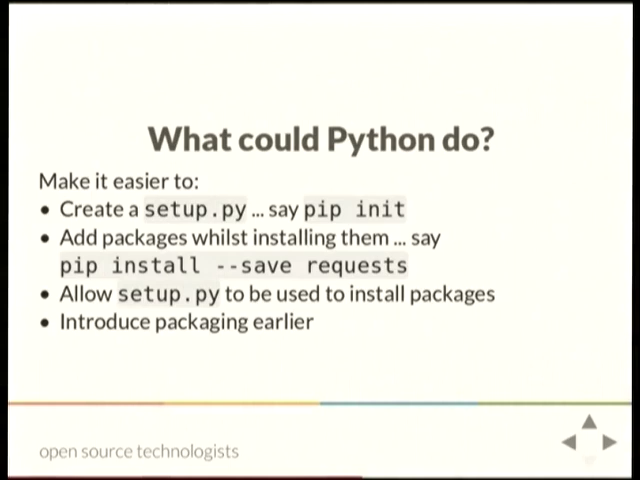 What could Python do?
Make it easier to:
• Create a setup.py ... say pip init
• Add packages whilst installing them ... say
pip install --save requests
• Allow setup.py to be used to install packages
• Introduce packaging earlier
open source technologists